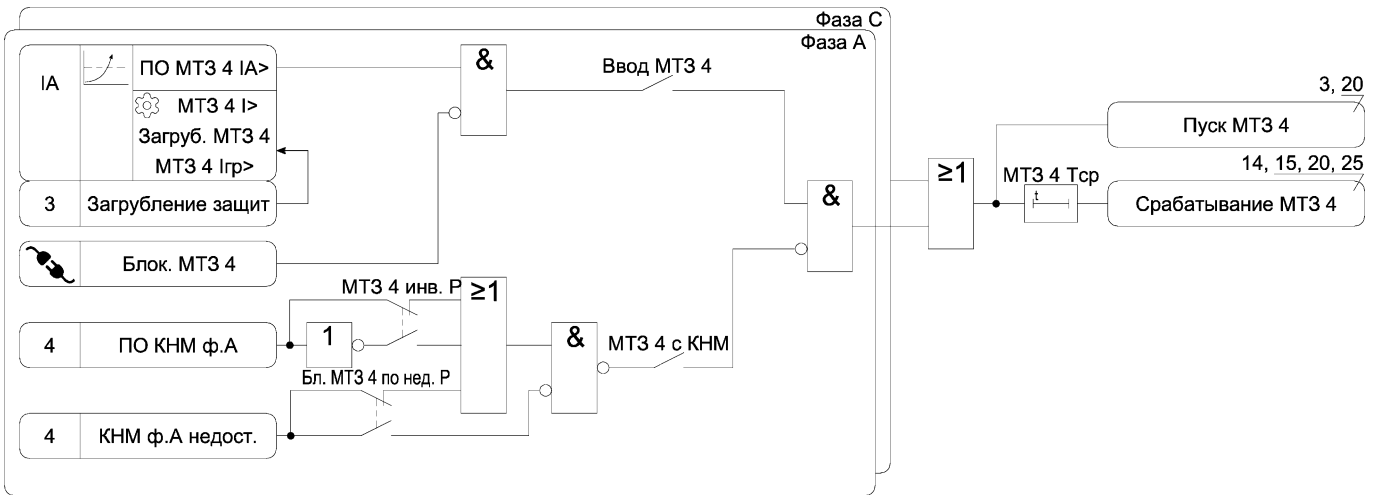 Фаза С
Фаза А
IA
ПО МТЗ 4 IA>
МТЗ 4 I>
Загруб. МТЗ 4
МТЗ 4 Iгр>
3
Загрубление защит
Блок. МТЗ 4
4
ПО КНМ ф.А
4
КНМ ф.А недост.
&
Ввод МТЗ 4
МТЗ 4 инв. Р
1
≥1
Бл. МТЗ 4 по нед. Р
&
МТЗ 4 с КНМ
&
≥1
МТЗ 4 Тср
t
3, 20
Пуск МТЗ 4
14, 15, 20, 25
Срабатывание МТЗ 4